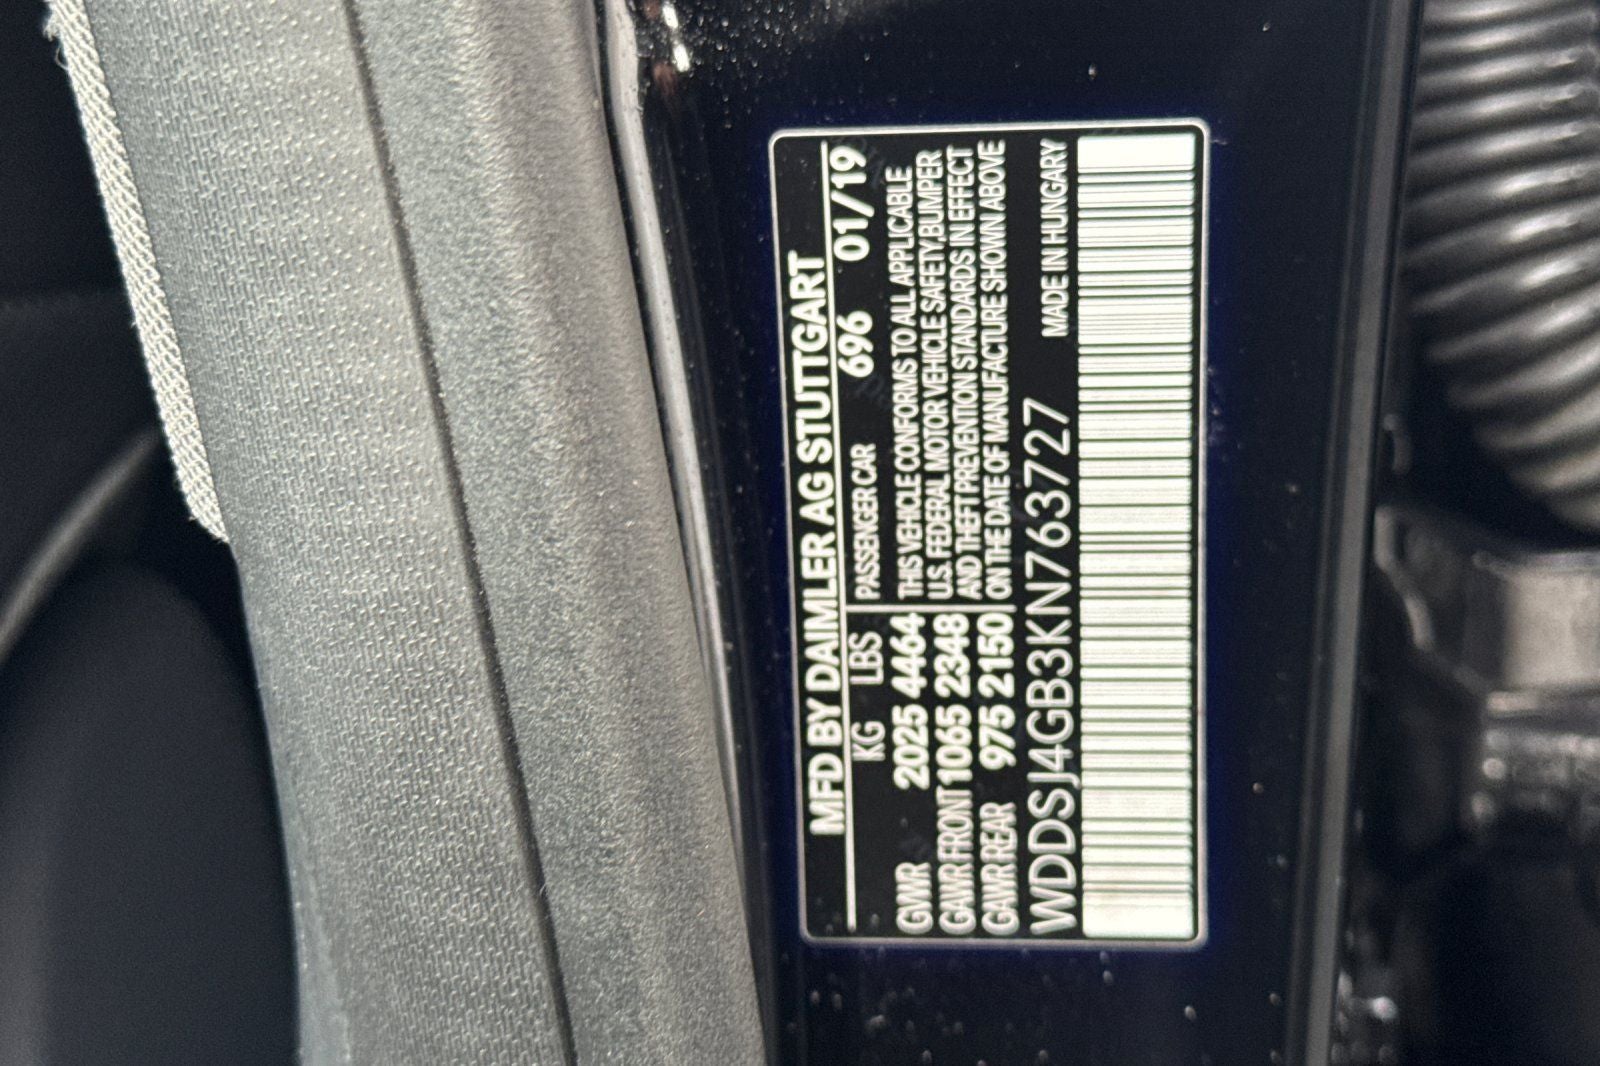 MFD BY DAIMLER AG STUTTGART
KG LBS PASSENGER CAR 696 01/19
GVWR 2025 4464 THIS VEHICLE CONFORMS TO ALL APPLICABLE
GAWR FRONT 1065 2348 U.S. FEDERAL MOTOR VEHICLE SAFETY,BUMPER
AND THEFT PREVENTION STANDARDS IN EFFECT
GAWR REAR 975 2150 ON THE DATE OF MANUFACTURE SHOWN ABOVE
WDDSJ4GB3KN763727 MADE IN HUNGARY